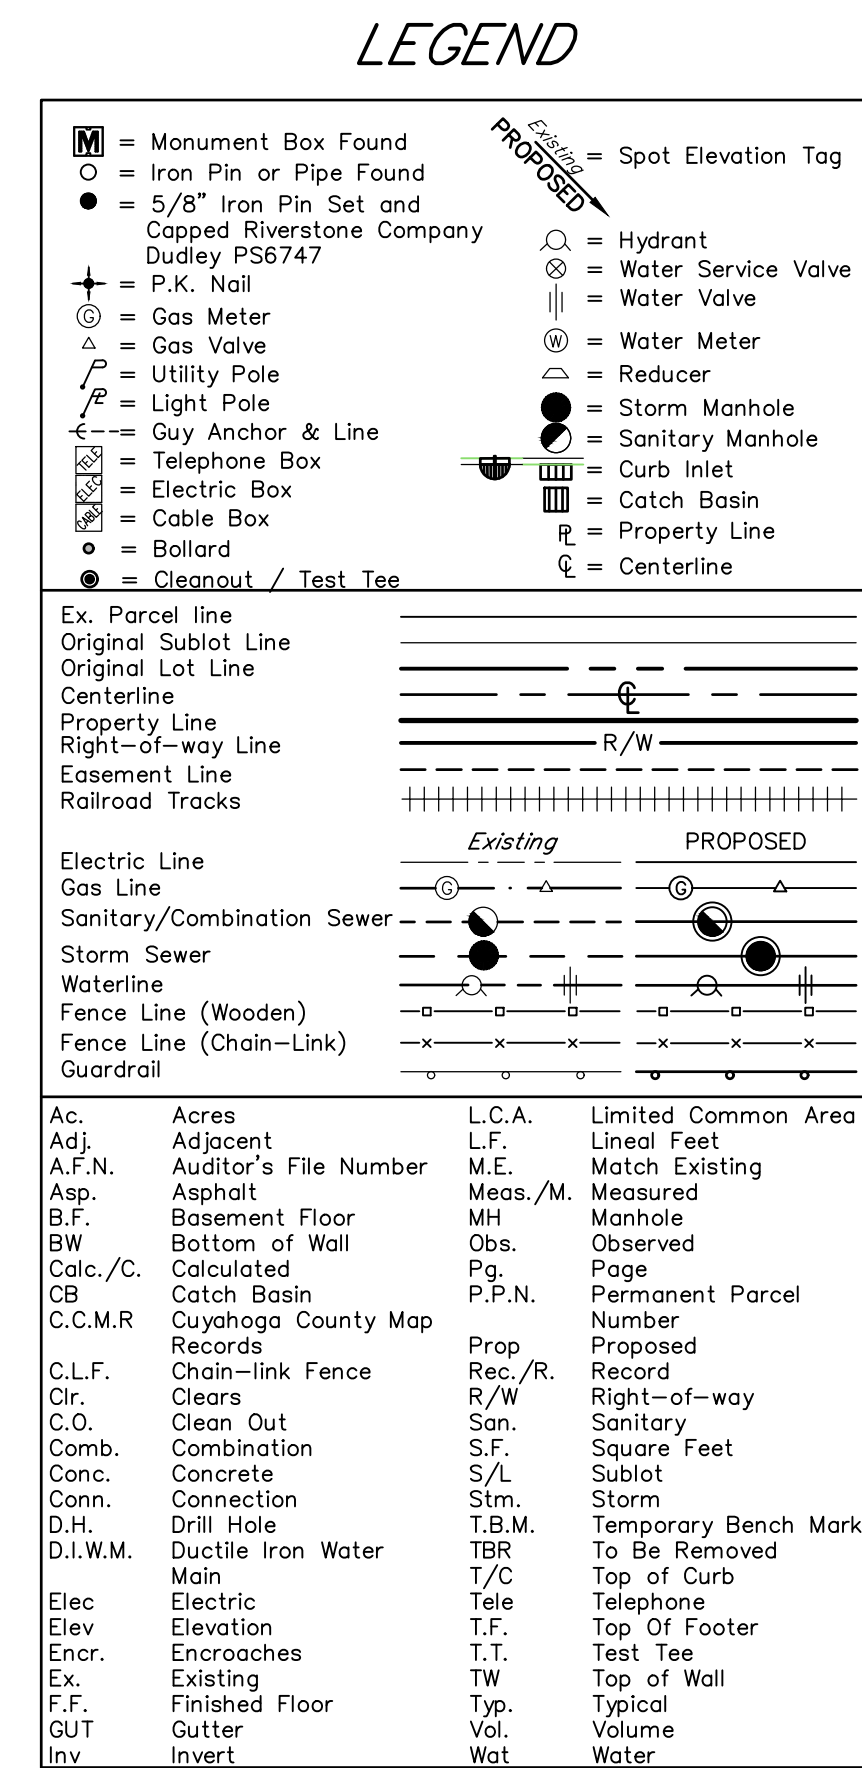 LEGEND
M = Monument Box Found
= Iron Pin or Pipe Found
= 5/8" Iron Pin Set and
Capped Riverstone Company
Dudley PS6747
= P.K. Nail
G = Gas Meter
= Gas Valve
= Utility Pole
= Light Pole
= Guy Anchor & Line
TELE = Telephone Box
ELEC = Electric Box
CABLE = Cable Box
= Bollard
= Cleanout / Test Tee
Existing
PROPOSED
= Spot Elevation Tag
= Hydrant
= Water Service Valve
= Water Valve
W = Water Meter
= Reducer
= Storm Manhole
= Sanitary Manhole
= Curb Inlet
= Catch Basin
PL = Property Line
CL = Centerline
Ex. Parcel line
Original Sublot Line
Original Lot Line
Centerline CL
Property Line
Right-of-way Line R/W
Easement Line
Railroad Tracks
Existing PROPOSED
Electric Line
Gas Line G G
Sanitary/Combination Sewer
Storm Sewer
Waterline
Fence Line (Wooden)
Fence Line (Chain-Link)
Guardrail
Ac. Acres
Adj. Adjacent
A.F.N. Auditor's File Number
Asp. Asphalt
B.F. Basement Floor
BW Bottom of Wall
Calc./C. Calculated
CB Catch Basin
C.C.M.R Cuyahoga County Map
Records
C.L.F. Chain-link Fence
Clr. Clears
C.O. Clean Out
Comb. Combination
Conc. Concrete
Conn. Connection
D.H. Drill Hole
D.I.W.M. Ductile Iron Water
Main
Elec Electric
Elev Elevation
Encr. Encroaches
Ex. Existing
F.F. Finished Floor
GUT Gutter
Inv Invert
L.C.A. Limited Common Area
L.F. Lineal Feet
M.E. Match Existing
Meas./M. Measured
MH Manhole
Obs. Observed
Pg. Page
P.P.N. Permanent Parcel
Number
Prop Proposed
Rec./R. Record
R/W Right-of-way
San. Sanitary
S.F. Square Feet
S/L Sublot
Stm. Storm
T.B.M. Temporary Bench Mark
TBR To Be Removed
T/C Top of Curb
Tele Telephone
T.F. Top Of Footer
T.T. Test Tee
TW Top of Wall
Typ. Typical
Vol. Volume
Wat Water